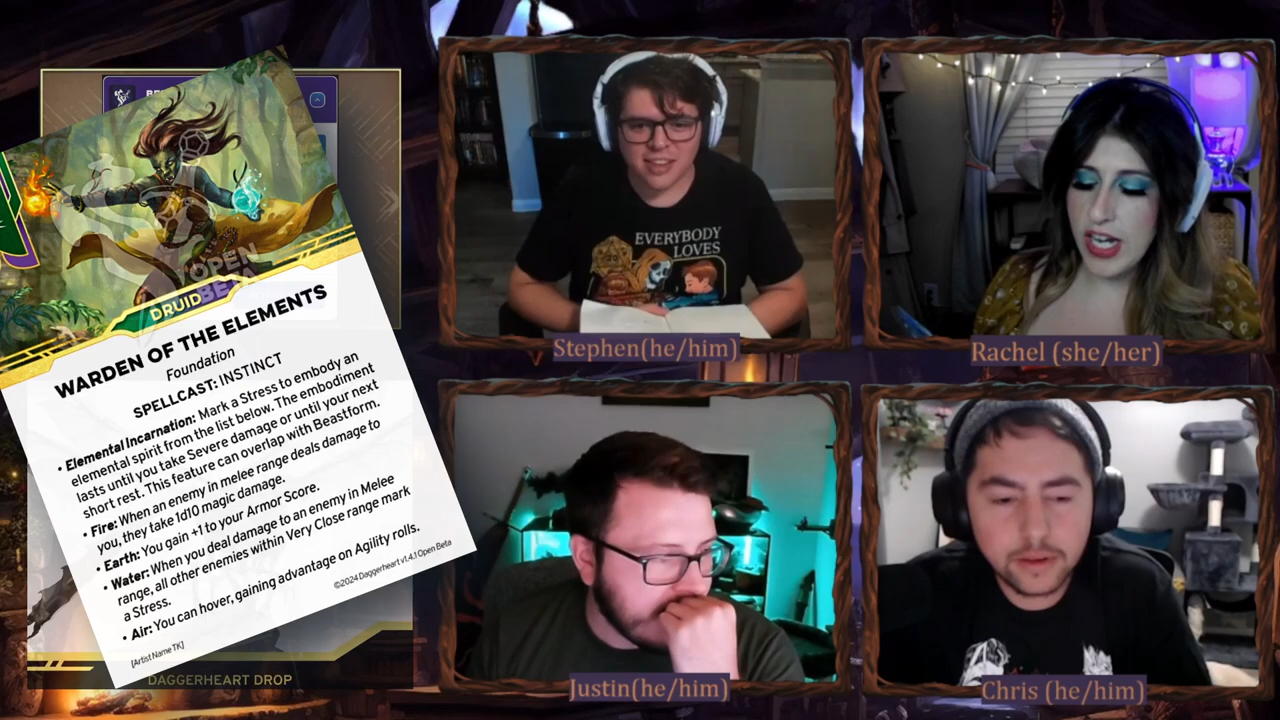 BE
OPEN
BETA
DRUID
WARDEN OF THE ELEMENTS
Foundation
SPELLCAST: INSTINCT
• Elemental Incarnation: Mark a Stress to embody an
elemental spirit from the list below. The embodiment
lasts until you take Severe damage or until your next
short rest. This feature can overlap with Beastform.
• Fire: When an enemy in melee range deals damage to
you, they take 1d10 magic damage.
• Earth: You gain +1 to your Armor Score.
• Water: When you deal damage to an enemy in Melee
range, all other enemies within Very Close range mark
a Stress.
• Air: You can hover, gaining advantage on Agility rolls.
©2024 Daggerheart v1.4.1 Open Beta
[Artist Name TK]
DAGGERHEART DROP
EVERYBODY
LOVES
Stephen(he/him)
Rachel (she/her)
Justin(he/him)
Chris (he/him)